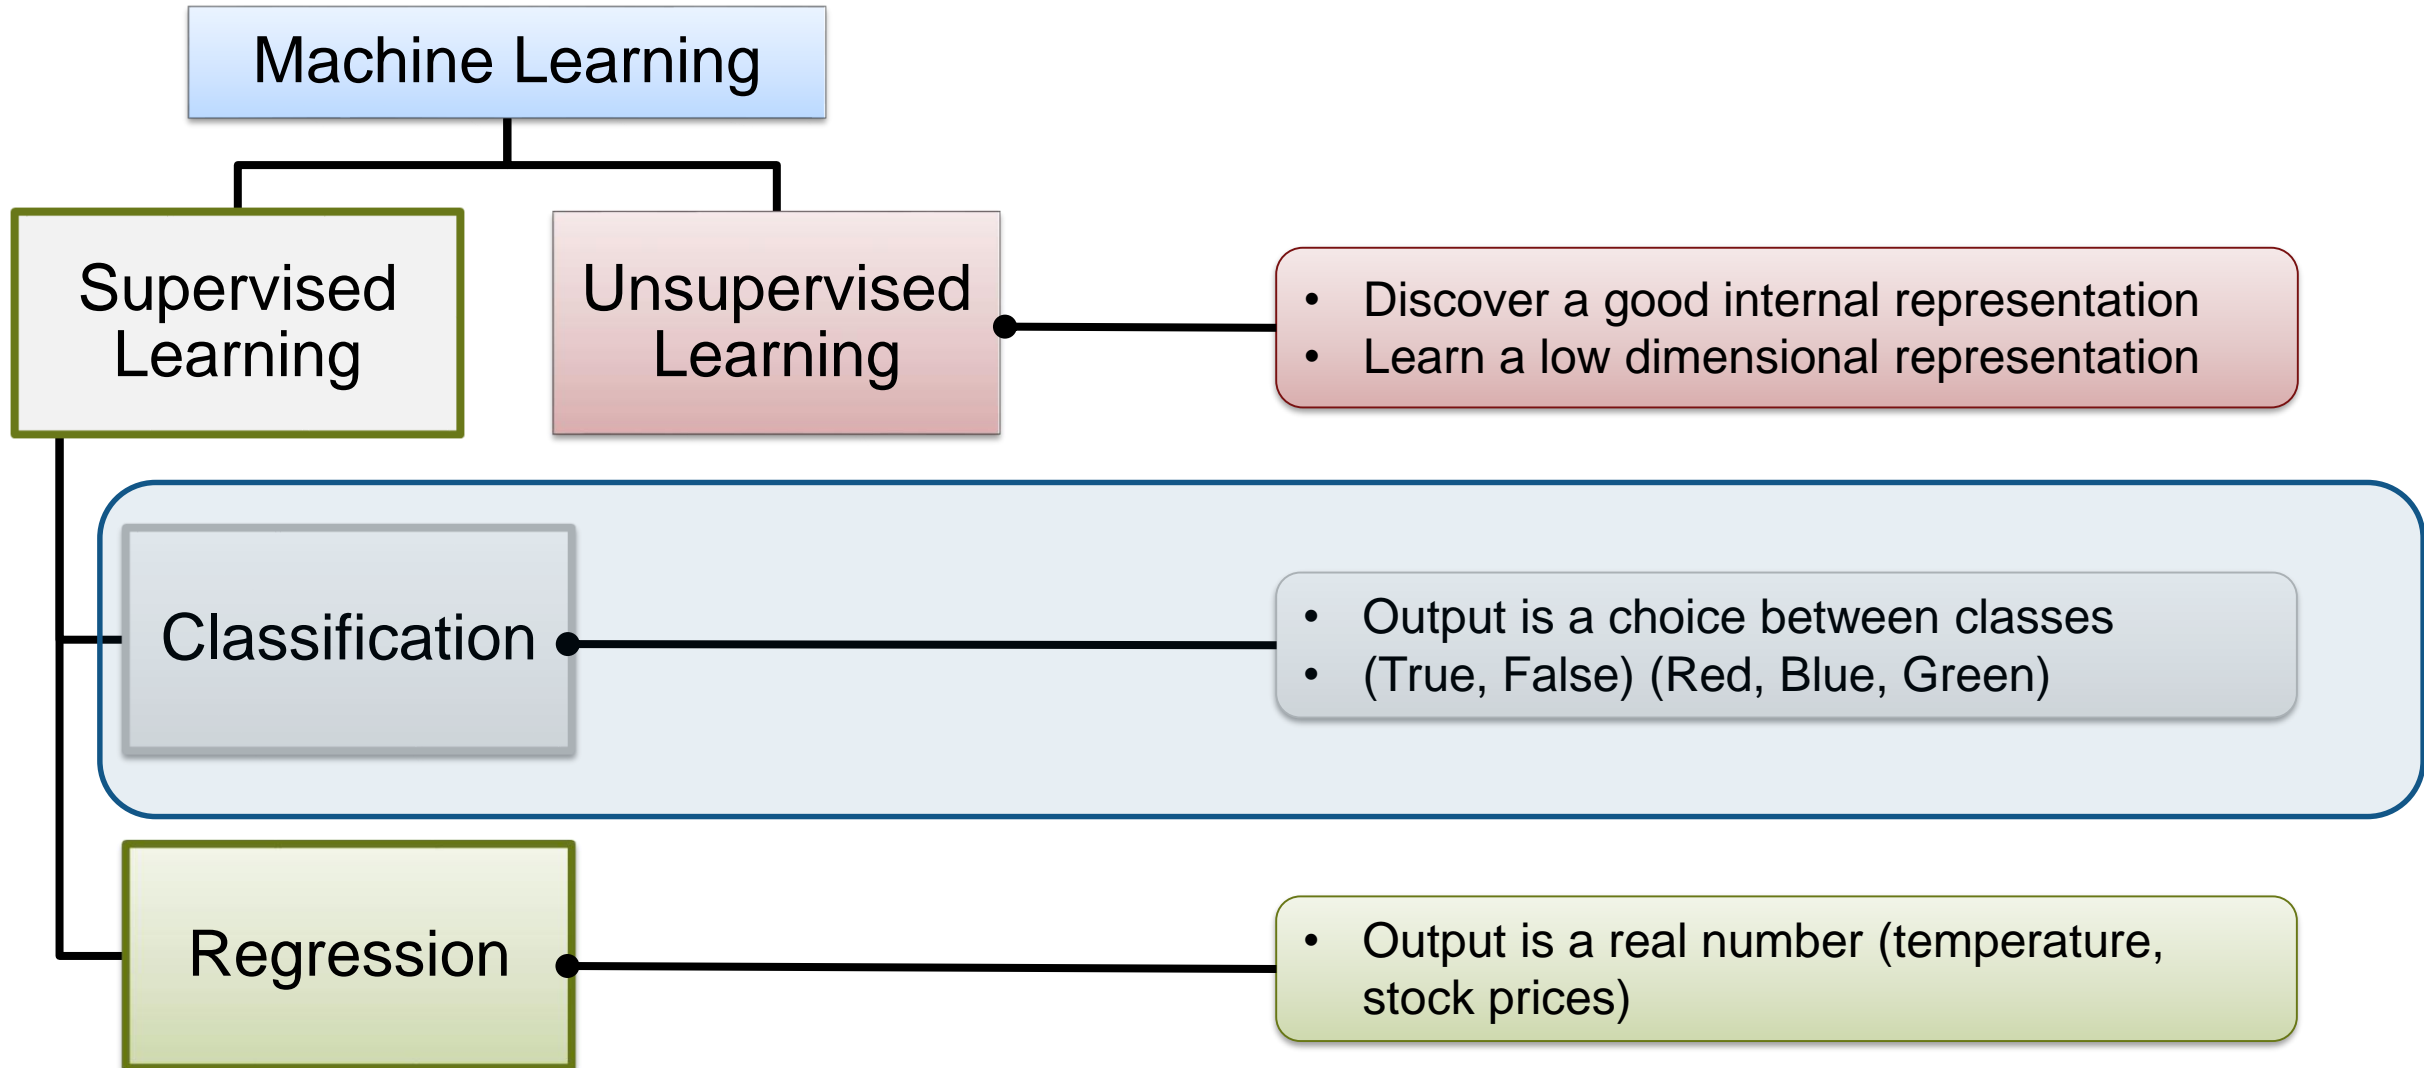 Machine Learning
Supervised
Learning
Unsupervised
Learning
• Discover a good internal representation
• Learn a low dimensional representation
Classification
• Output is a choice between classes
• (True, False) (Red, Blue, Green)
Regression
• Output is a real number (temperature,
stock prices)